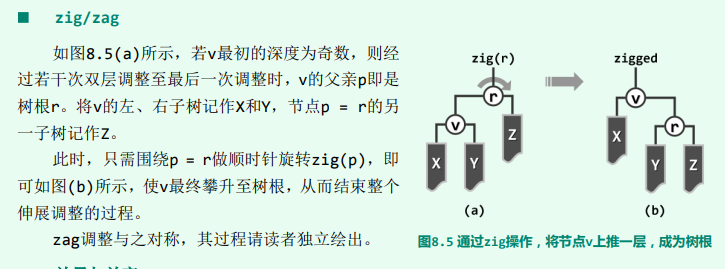 ■ zig/zag
如图8.5(a)所示，若v最初的深度为奇数，则经
过若干次双层调整至最后一次调整时，v的父亲p即是
树根r。将v的左、右子树记作X和Y，节点p = r的另
一子树记作Z。
此时，只需围绕p = r做顺时针旋转zig(p)，即
可如图(b)所示，使v最终攀升至树根，从而结束整个
伸展调整的过程。
zag调整与之对称，其过程请读者独立绘出。
zig(r)
r
v
Z
X
Y
(a)
zigged
v
X
r
Y
Z
(b)
图8.5 通过zig操作，将节点v上推一层，成为树根